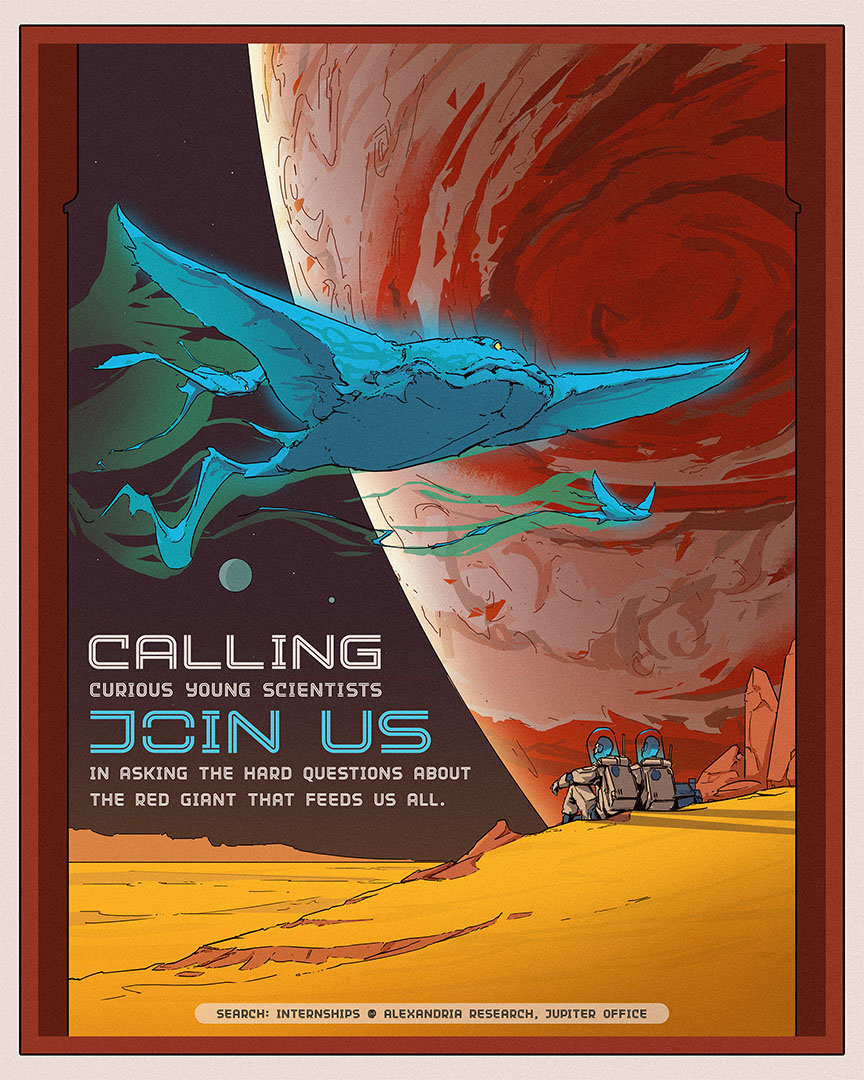 CALLING
CURIOUS YOUNG SCIENTISTS
JOIN US
IN ASKING THE HARD QUESTIONS ABOUT
THE RED GIANT THAT FEEDS US ALL.
SEARCH: INTERNSHIPS @ ALEXANDRIA RESEARCH, JUPITER OFFICE